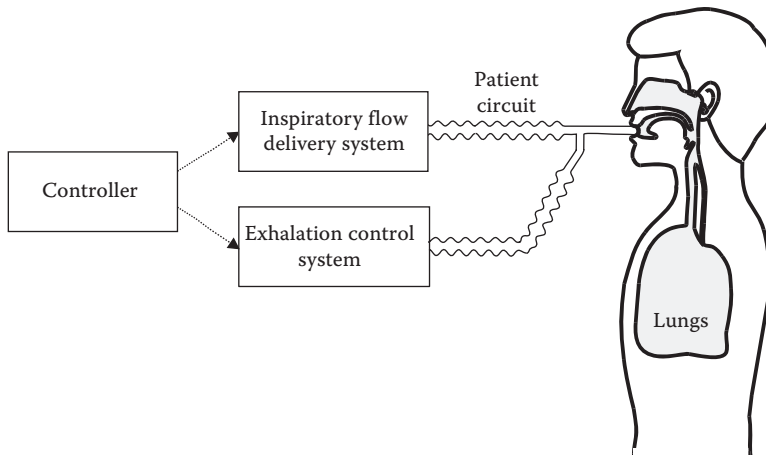 Patient
circuit
Inspiratory flow
delivery system
Controller
Exhalation control
system
Lungs